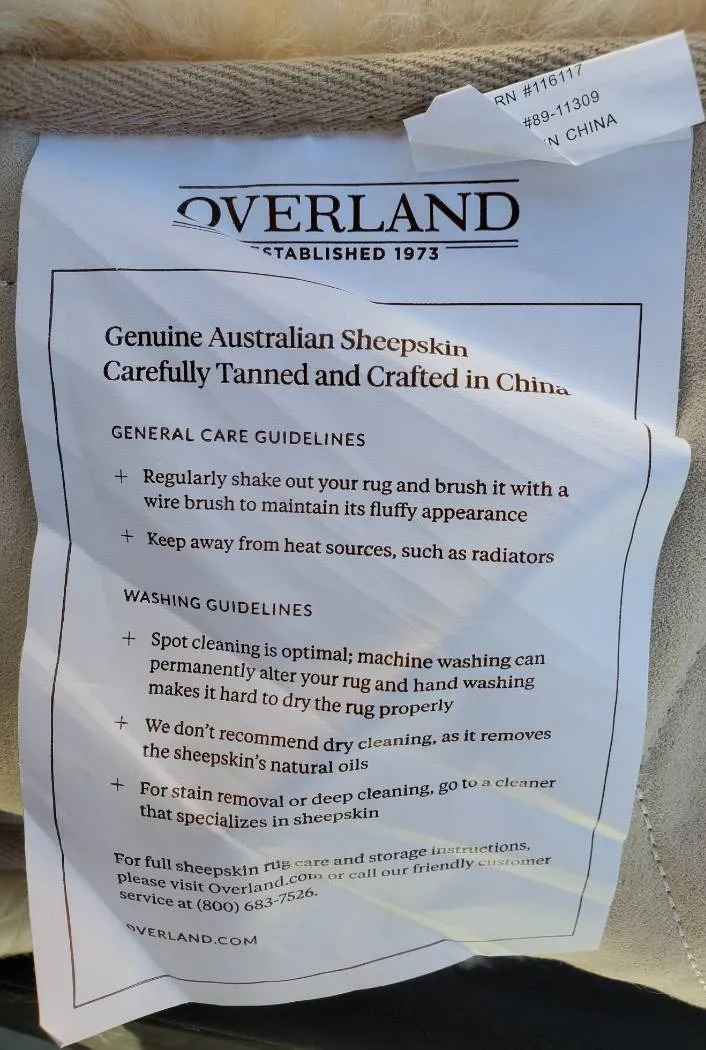 RN #116117
#89-11309
IN CHINA
OVERLAND
ESTABLISHED 1973
Genuine Australian Sheepskin
Carefully Tanned and Crafted in China
GENERAL CARE GUIDELINES
+ Regularly shake out your rug and brush it with a
wire brush to maintain its fluffy appearance
+ Keep away from heat sources, such as radiators
WASHING GUIDELINES
+ Spot cleaning is optimal; machine washing can
permanently alter your rug and hand washing
makes it hard to dry the rug properly
+ We don't recommend dry cleaning, as it removes
the sheepskin's natural oils
+ For stain removal or deep cleaning, go to a cleaner
that specializes in sheepskin
For full sheepskin rug care and storage instructions,
please visit Overland.com or call our friendly customer
service at (800) 683-7526.
OVERLAND.COM